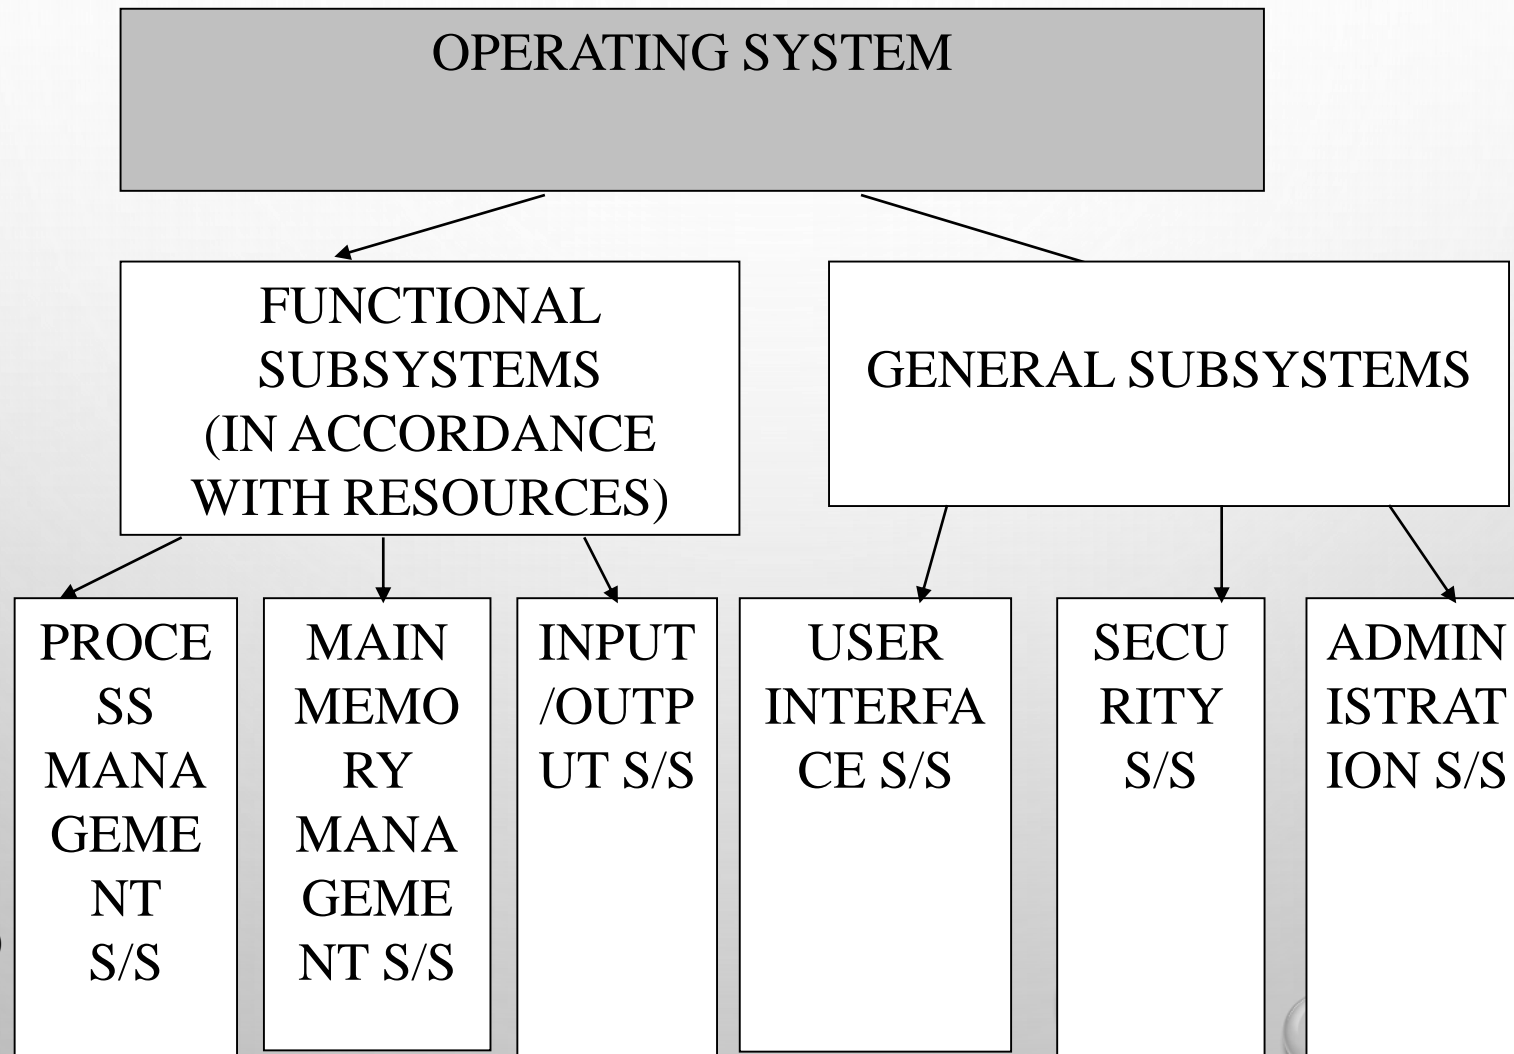 OPERATING SYSTEM
FUNCTIONAL
SUBSYSTEMS
(IN ACCORDANCE
WITH RESOURCES)
GENERAL SUBSYSTEMS
PROCE
SS
MANA
GEME
NT
S/S
MAIN
MEMO
RY
MANA
GEME
NT S/S
INPUT
/OUTP
UT S/S
USER
INTERFA
CE S/S
SECU
RITY
S/S
ADMIN
ISTRAT
ION S/S